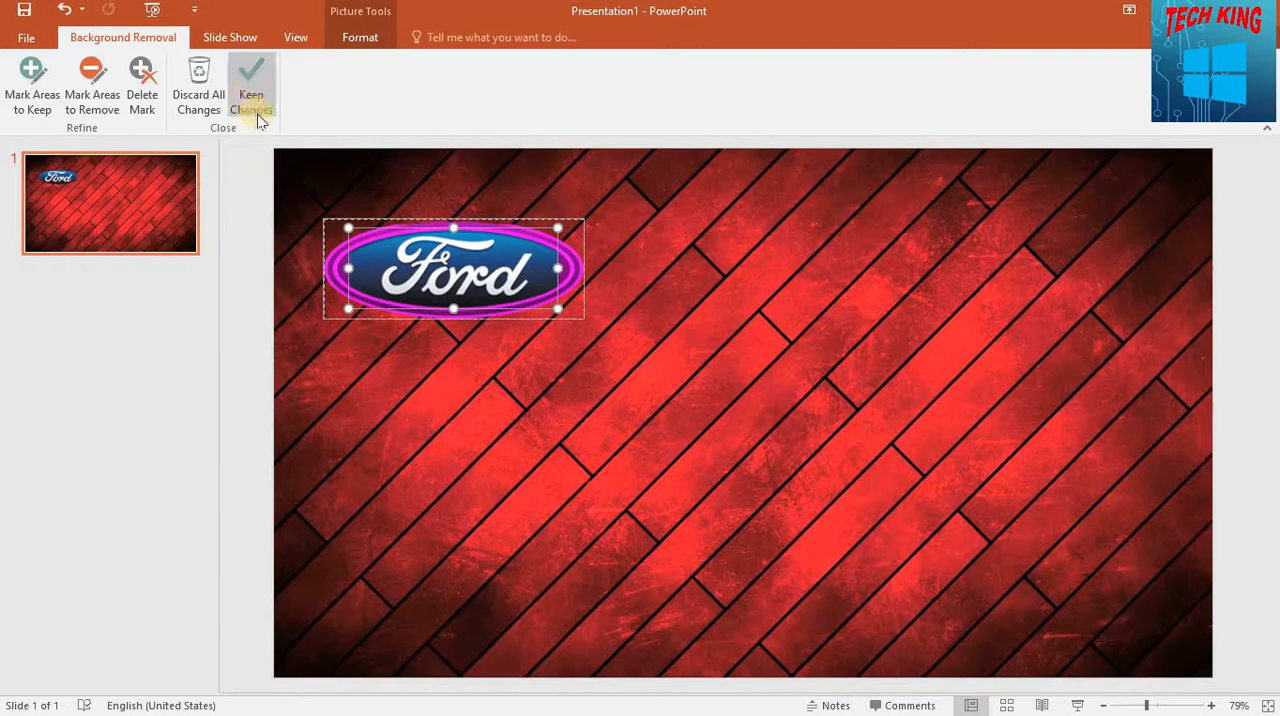 Picture Tools
Presentation1 - PowerPoint
File
Background Removal
Slide Show
View
Format
Tell me what you want to do...
TECH KING
Mark Areas to Keep
Mark Areas to Remove
Delete Mark
Discard All Changes
Keep Changes
Refine
Close
1
Ford
Ford
Slide 1 of 1
English (United States)
Notes
Comments
79%